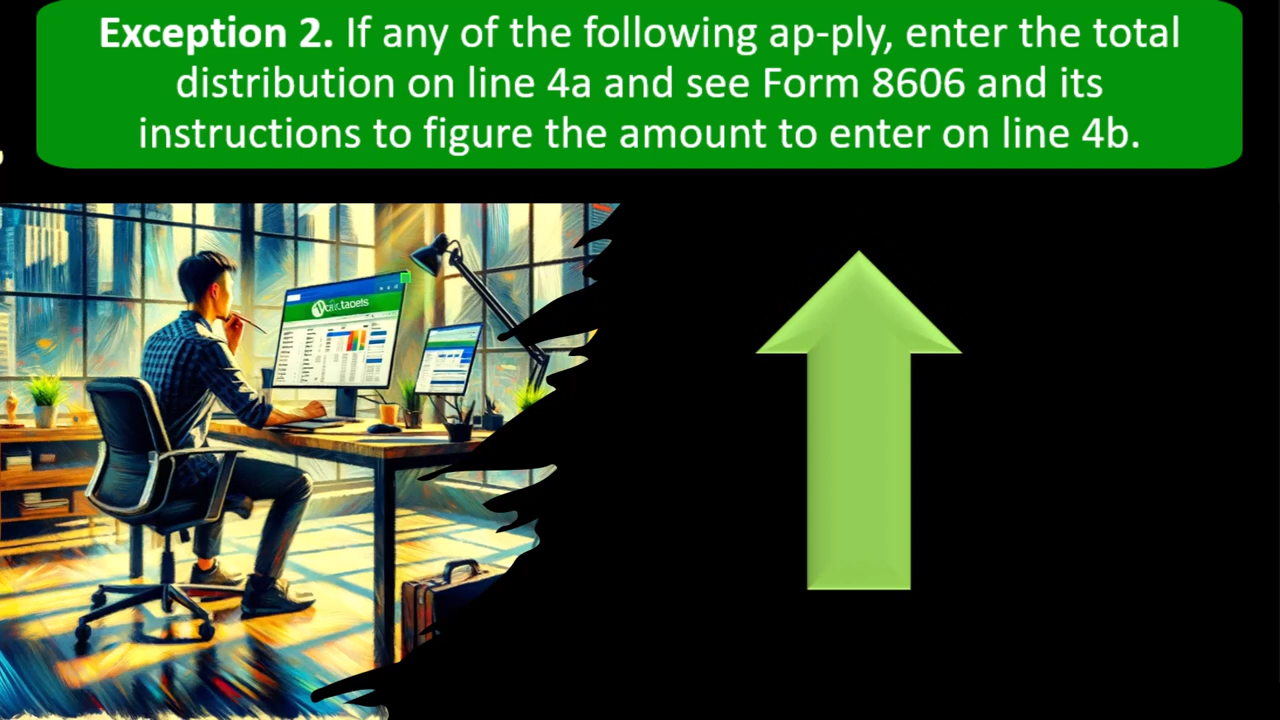 Exception 2. If any of the following ap-ply, enter the total
distribution on line 4a and see Form 8606 and its
instructions to figure the amount to enter on line 4b.